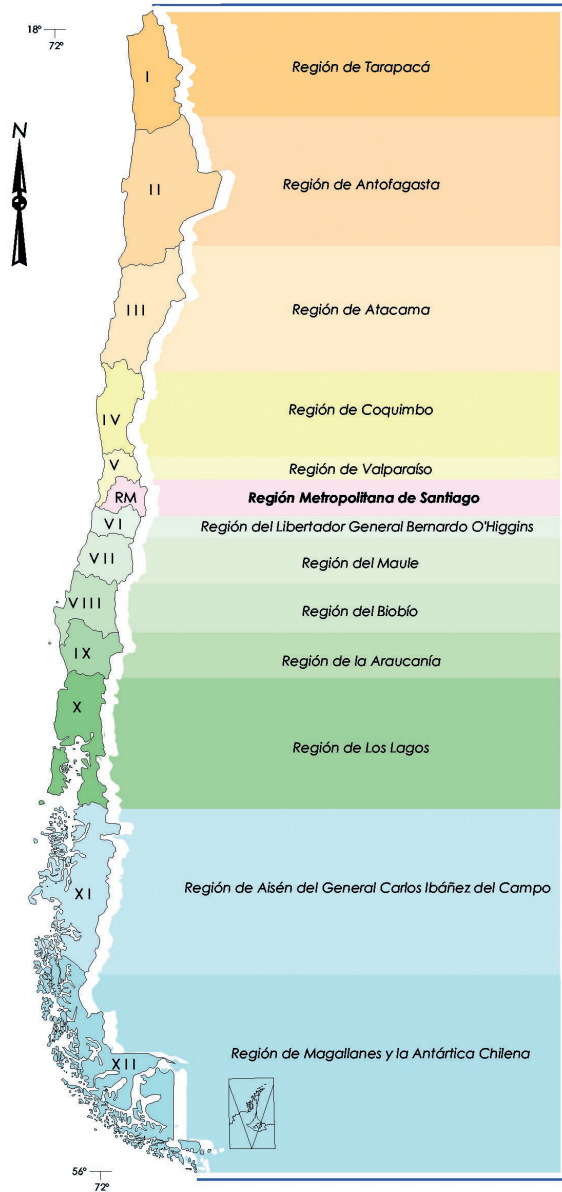 18°
72°
N
I
Región de Tarapacá
II
Región de Antofagasta
III
Región de Atacama
IV
Región de Coquimbo
V
Región de Valparaíso
RM
Región Metropolitana de Santiago
VI
Región del Libertador General Bernardo O'Higgins
VII
Región del Maule
VIII
Región del Biobío
IX
Región de la Araucanía
X
Región de Los Lagos
XI
Región de Aisén del General Carlos Ibáñez del Campo
XII
Región de Magallanes y la Antártica Chilena
56°
72°